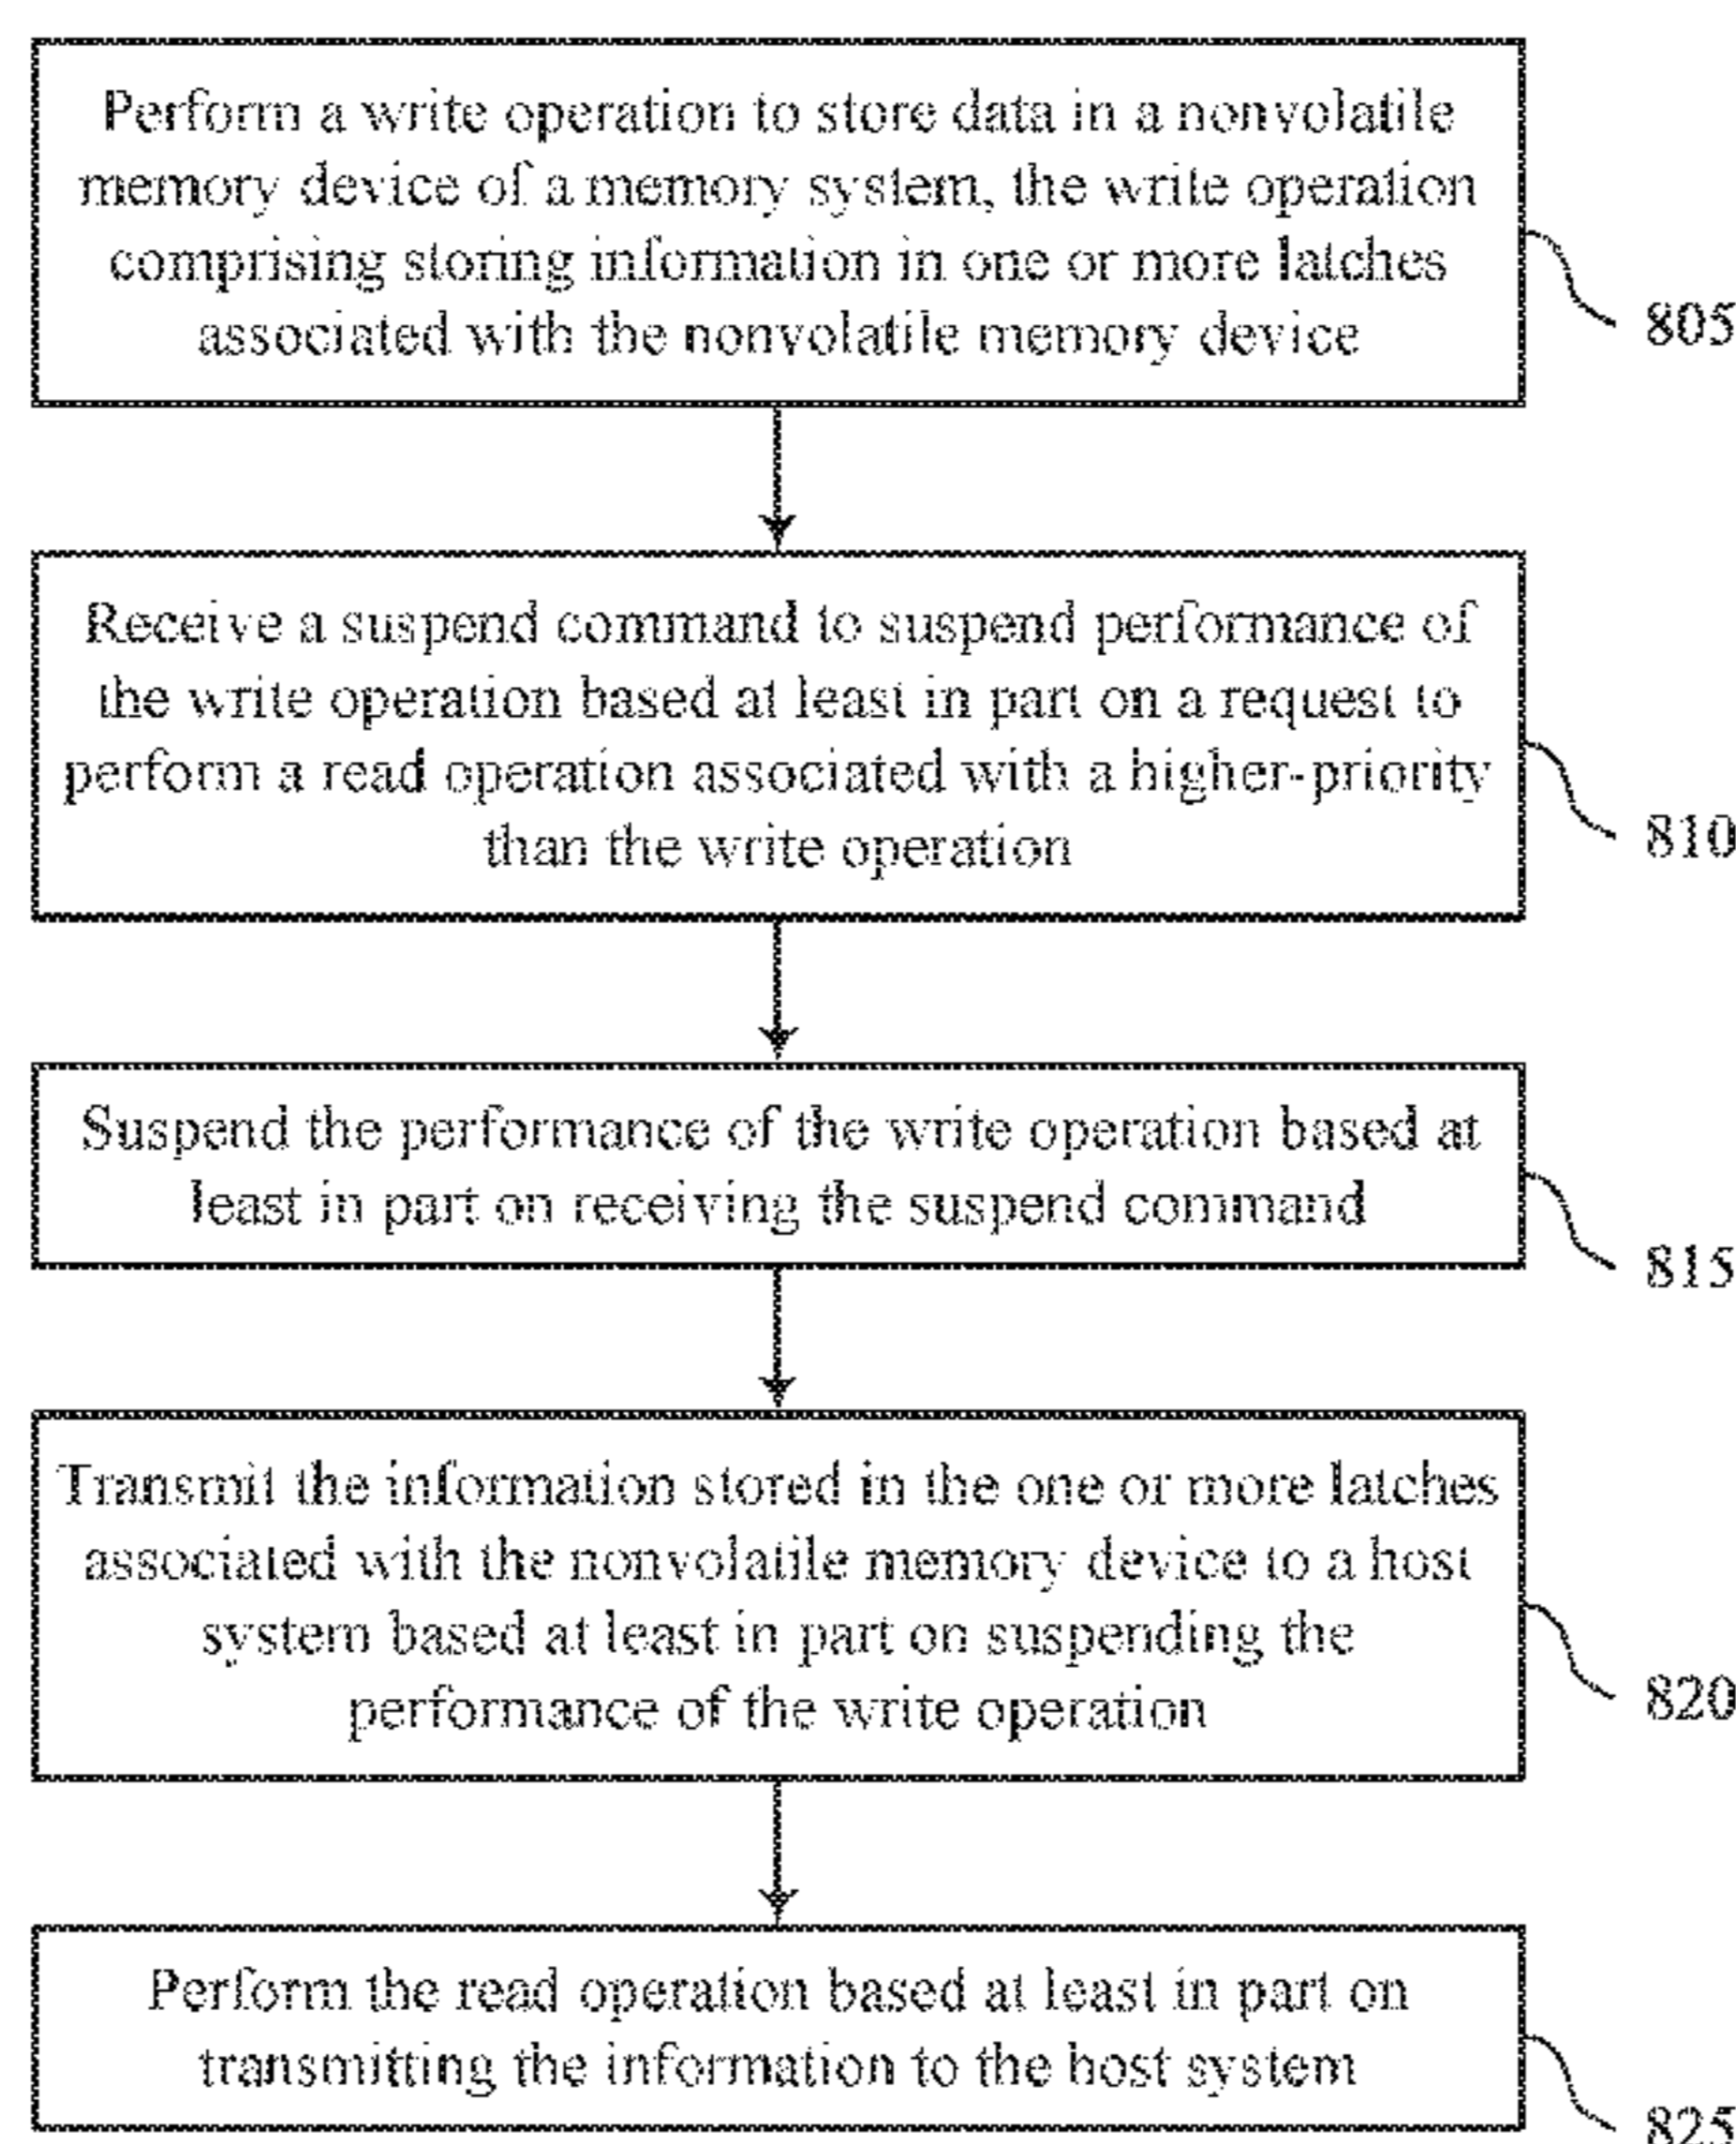 Perform a write operation to store data in a nonvolatile
memory device of a memory system, the write operation
comprising storing information in one or more latches
associated with the nonvolatile memory device
805
Receive a suspend command to suspend performance of
the write operation based at least in part on a request to
perform a read operation associated with a higher-priority
than the write operation
810
Suspend the performance of the write operation based at
least in part on receiving the suspend command
815
Transmit the information stored in the one or more latches
associated with the nonvolatile memory device to a host
system based at least in part on suspending the
performance of the write operation
820
Perform the read operation based at least in part on
transmitting the information to the host system
825